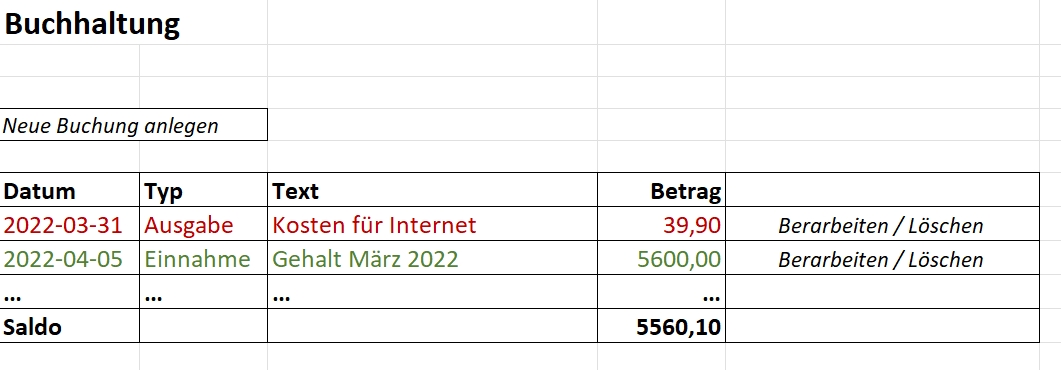 Buchhaltung
Neue Buchung anlegen
Datum Typ Text Betrag
2022-03-31 Ausgabe Kosten für Internet 39,90 Berarbeiten / Löschen
2022-04-05 Einnahme Gehalt März 2022 5600,00 Berarbeiten / Löschen
... ... ... ...
Saldo 5560,10